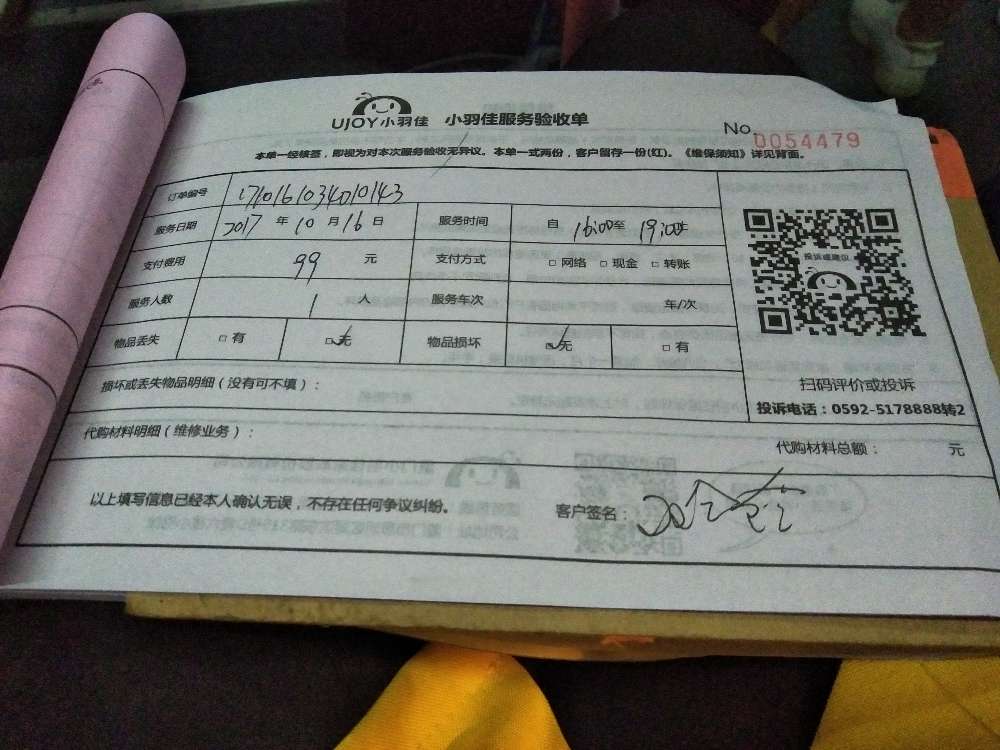 UJOY小羽佳 小羽佳服务验收单
No. 0054479
本单一经核签，即视为对本次服务验收无异议。本单一式两份，客户留存一份(红)。《维保须知》详见背面。
订单编号 171016103401043
服务日期 2017 年 10 月 16 日 服务时间 自 16:00 至 19:00
支付费用 99 元 支付方式 □ 网络 □ 现金 □ 转账
服务人数 1 人 服务车次 年/次
物品丢失 □ 有 □ 无 物品损坏 □ 无 □ 有
投诉或建议
扫码评价或投诉
投诉电话：0592-5178888转2
损坏或丢失物品明细（没有可不填）：
代购材料明细（维修业务）： 代购材料总额： 元
以上填写信息已经本人确认无误，不存在任何争议纠纷。 客户签名：